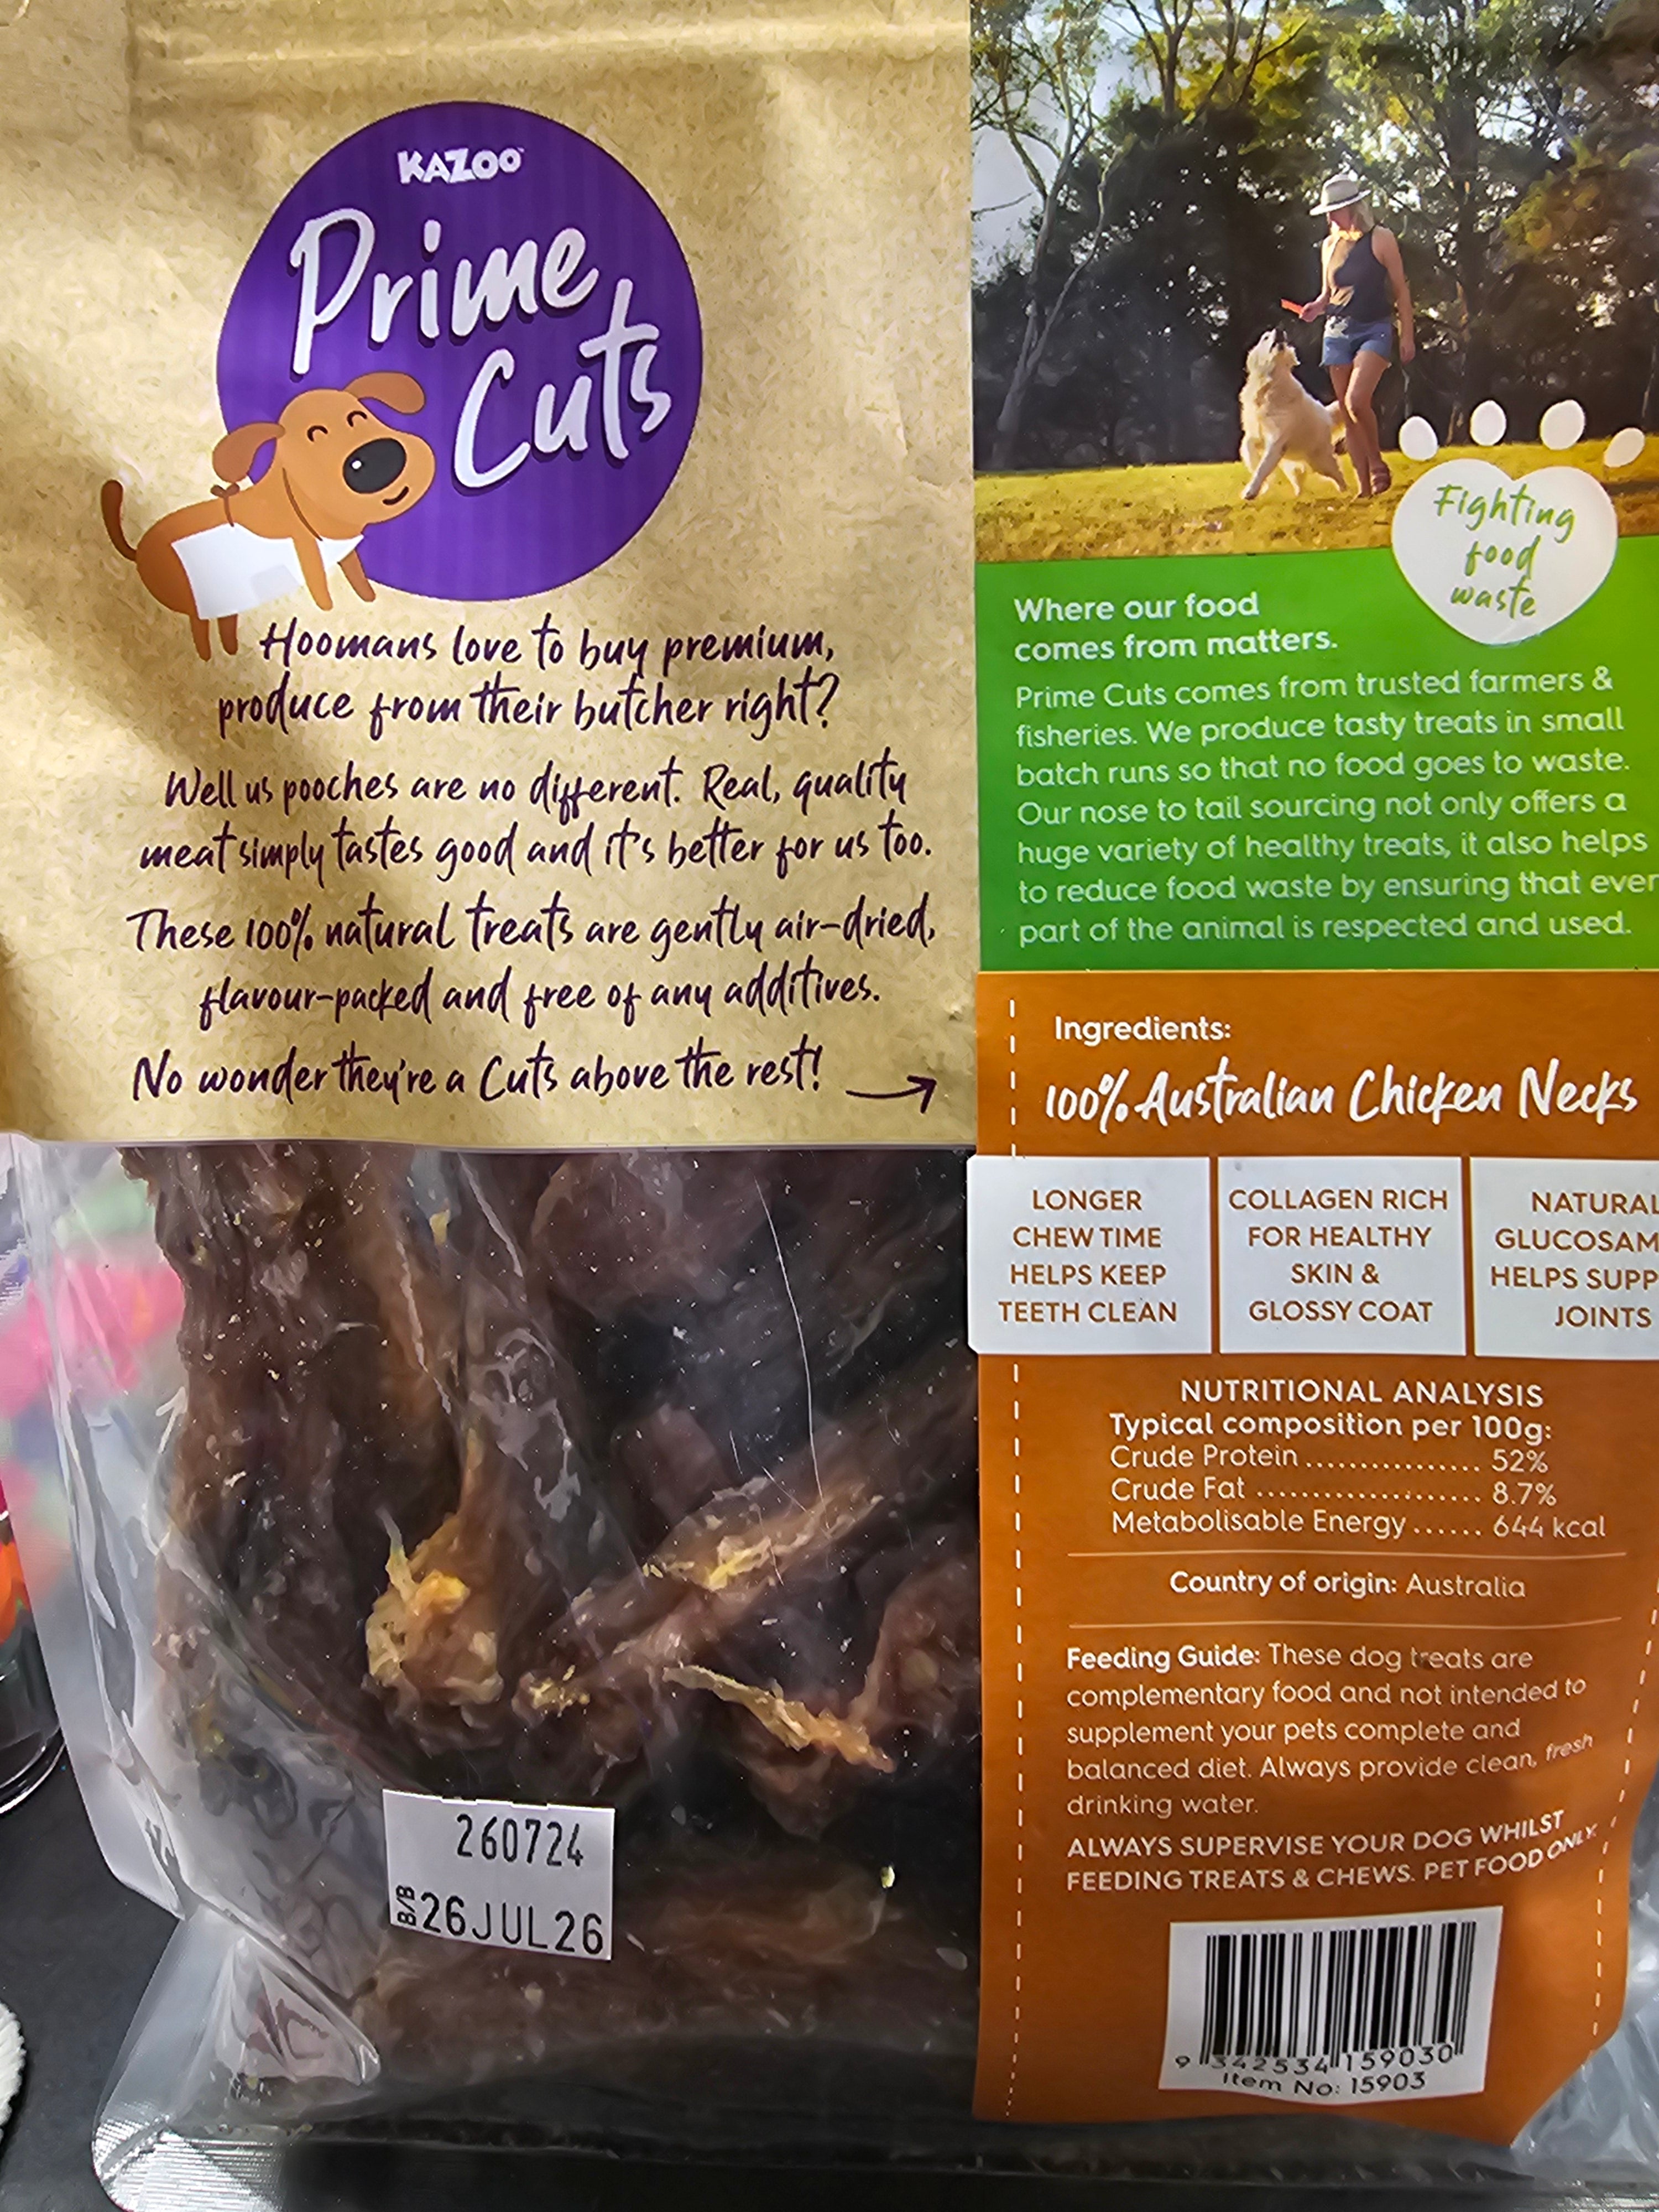 KAZOO
Prime
Cuts
Hoomans love to buy premium,
produce from their butcher right?
Well us pooches are no different. Real, quality
meat simply tastes good and it's better for us too.
These 100% natural treats are gently air-dried,
flavour-packed and free of any additives.
No wonder they're a Cuts above the rest!
260724
B/B 26JUL26
Fighting
food
waste
Where our food
comes from matters.
Prime Cuts comes from trusted farmers &
fisheries. We produce tasty treats in small
batch runs so that no food goes to waste.
Our nose to tail sourcing not only offers a
huge variety of healthy treats, it also helps
to reduce food waste by ensuring that ever
part of the animal is respected and used.
Ingredients:
100% Australian Chicken Necks
LONGER
CHEW TIME
HELPS KEEP
TEETH CLEAN
COLLAGEN RICH
FOR HEALTHY
SKIN &
GLOSSY COAT
NATURAL
GLUCOSAM
HELPS SUPP
JOINTS
NUTRITIONAL ANALYSIS
Typical composition per 100g:
Crude Protein ................ 52%
Crude Fat ...................... 8.7%
Metabolisable Energy ...... 644 kcal
Country of origin: Australia
Feeding Guide: These dog treats are
complementary food and not intended to
supplement your pets complete and
balanced diet. Always provide clean, fresh
drinking water.
ALWAYS SUPERVISE YOUR DOG WHILST
FEEDING TREATS & CHEWS. PET FOOD ONLY.
9 342534 159030
Item No: 15903